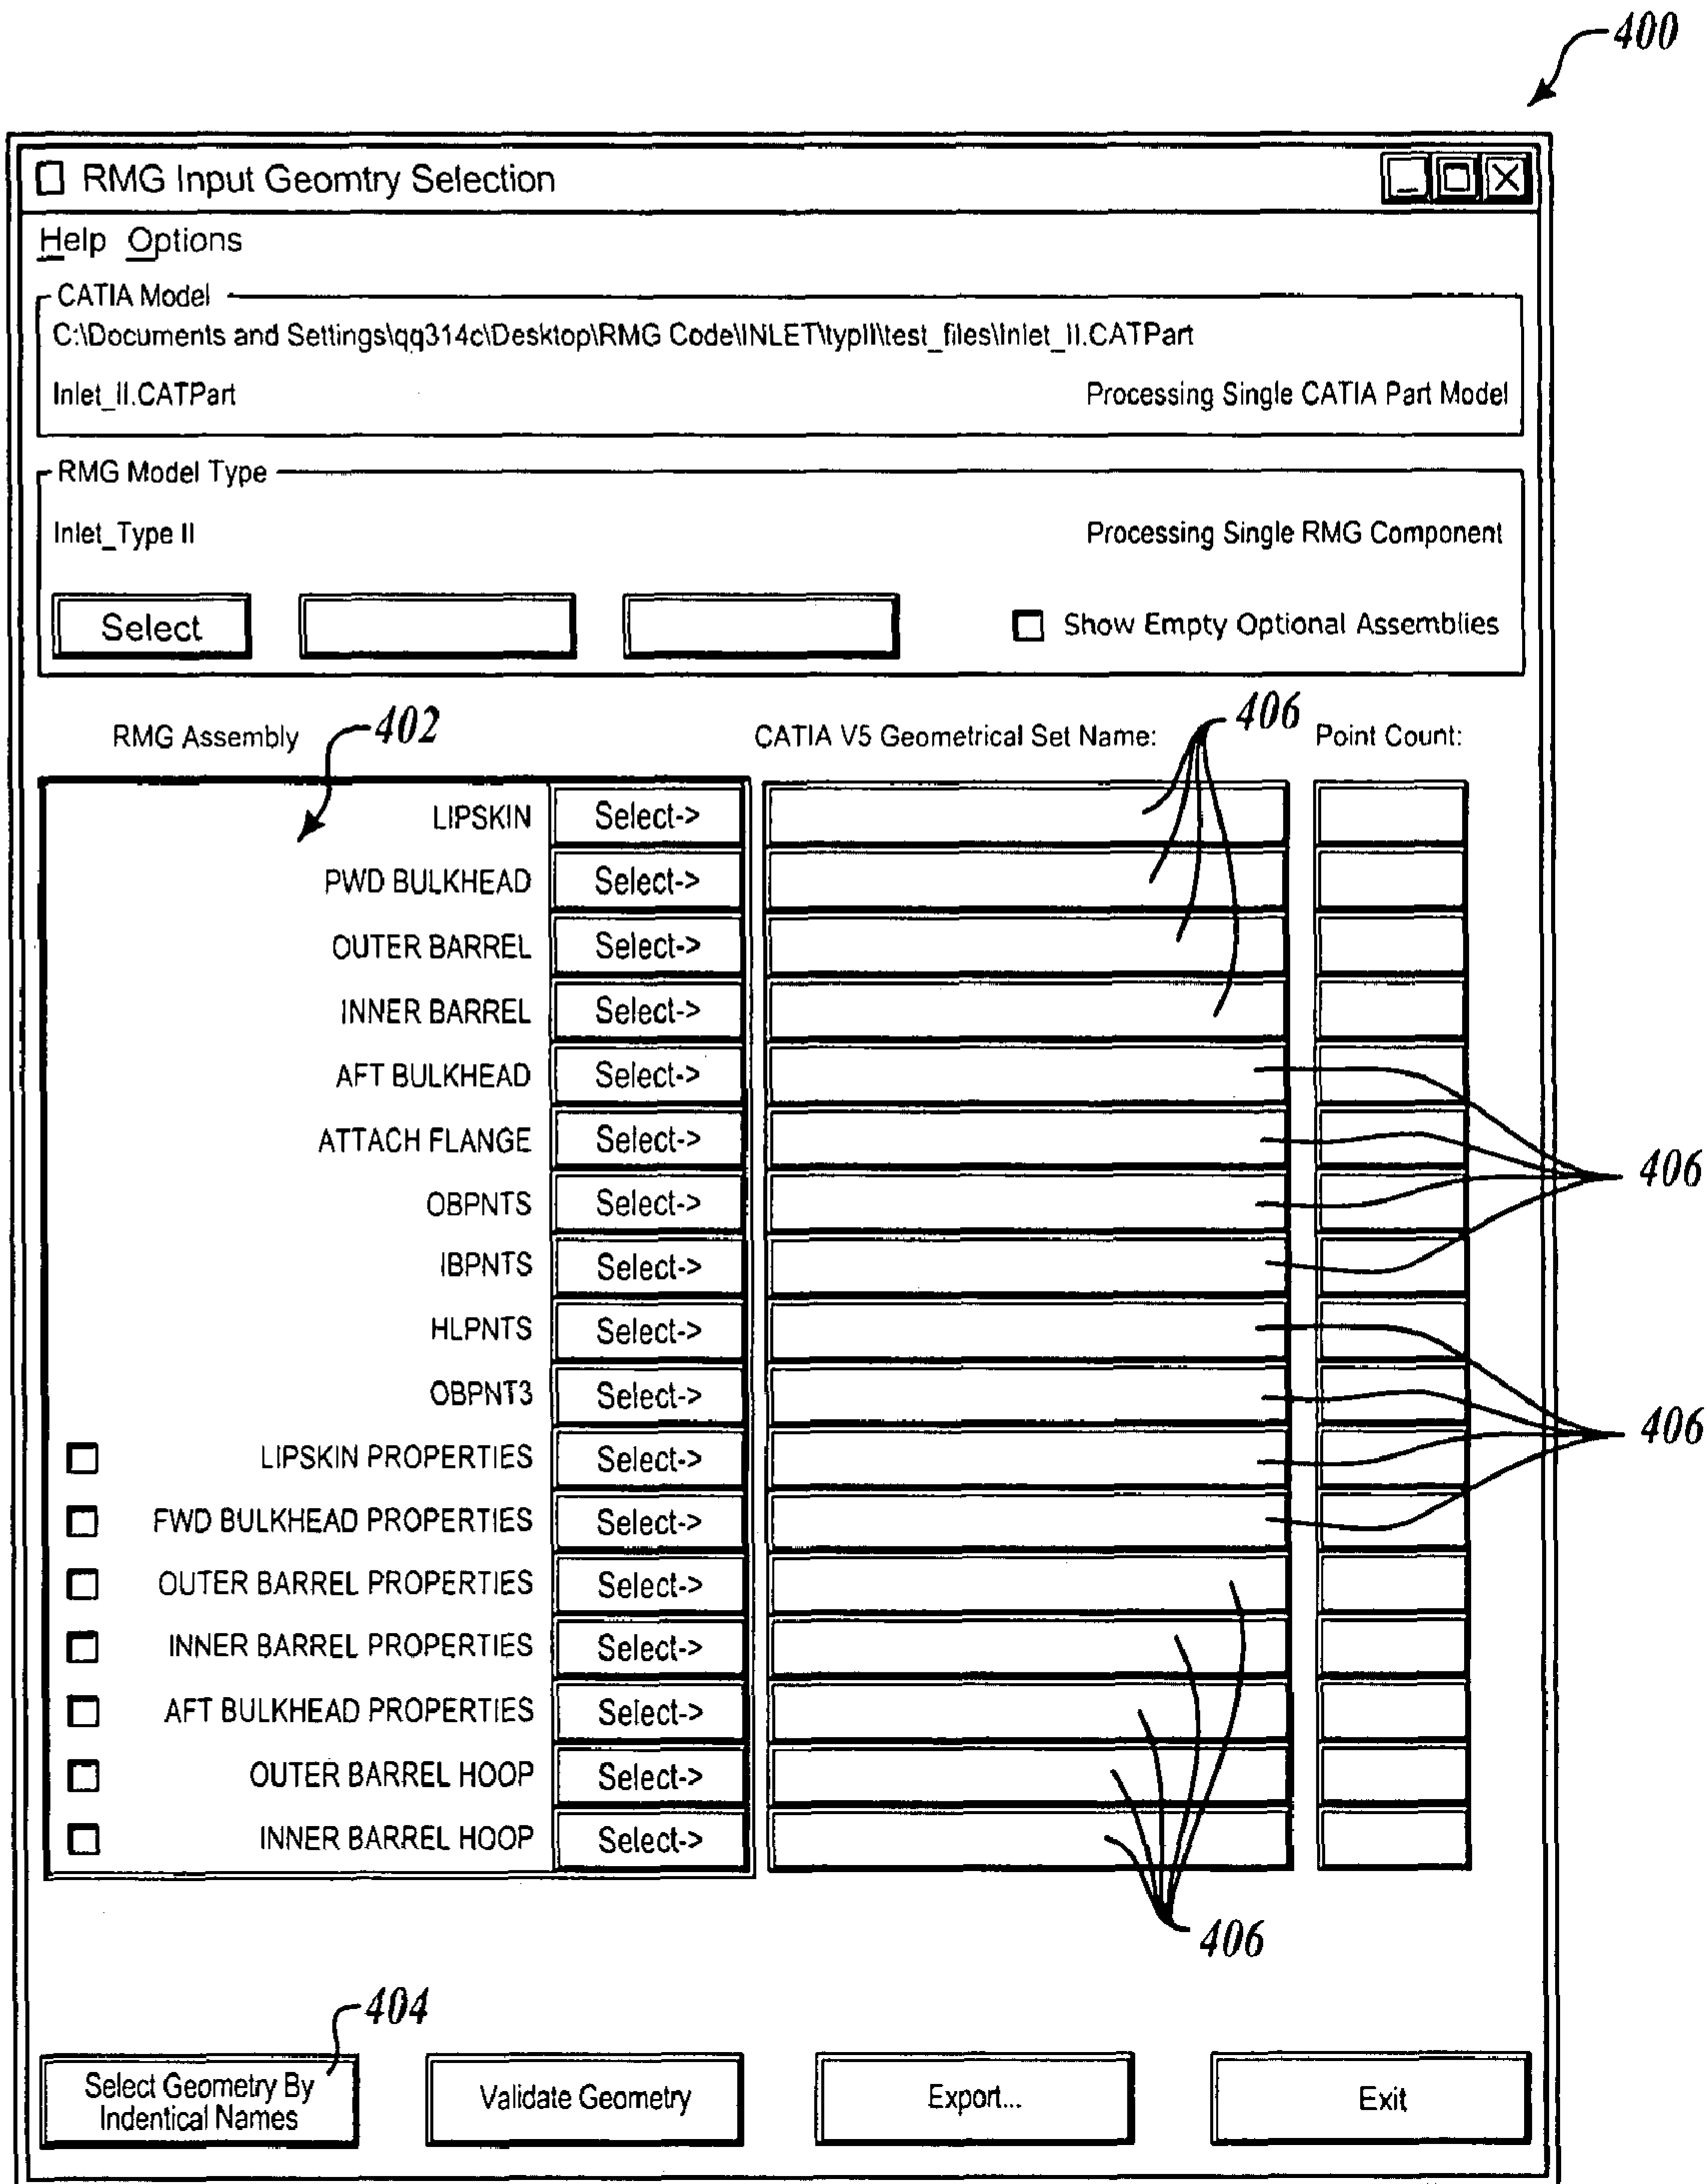 400
RMG Input Geomtry Selection
Help Options
CATIA Model
C:\Documents and Settings\qq314c\Desktop\RMG Code\INLET\typII\test_files\Inlet_II.CATPart
Inlet_II.CATPart Processing Single CATIA Part Model
RMG Model Type
Inlet_Type II Processing Single RMG Component
Select Show Empty Optional Assemblies
RMG Assembly 402 CATIA V5 Geometrical Set Name: 406 Point Count:
LIPSKIN Select->
PWD BULKHEAD Select->
OUTER BARREL Select->
INNER BARREL Select->
AFT BULKHEAD Select->
ATTACH FLANGE Select->
406
OBPNTS Select->
IBPNTS Select->
HLPNTS Select->
OBPNT3 Select->
406
LIPSKIN PROPERTIES Select->
FWD BULKHEAD PROPERTIES Select->
OUTER BARREL PROPERTIES Select->
INNER BARREL PROPERTIES Select->
AFT BULKHEAD PROPERTIES Select->
OUTER BARREL HOOP Select->
INNER BARREL HOOP Select->
406
404
Select Geometry By
Indentical Names
Validate Geometry
Export...
Exit